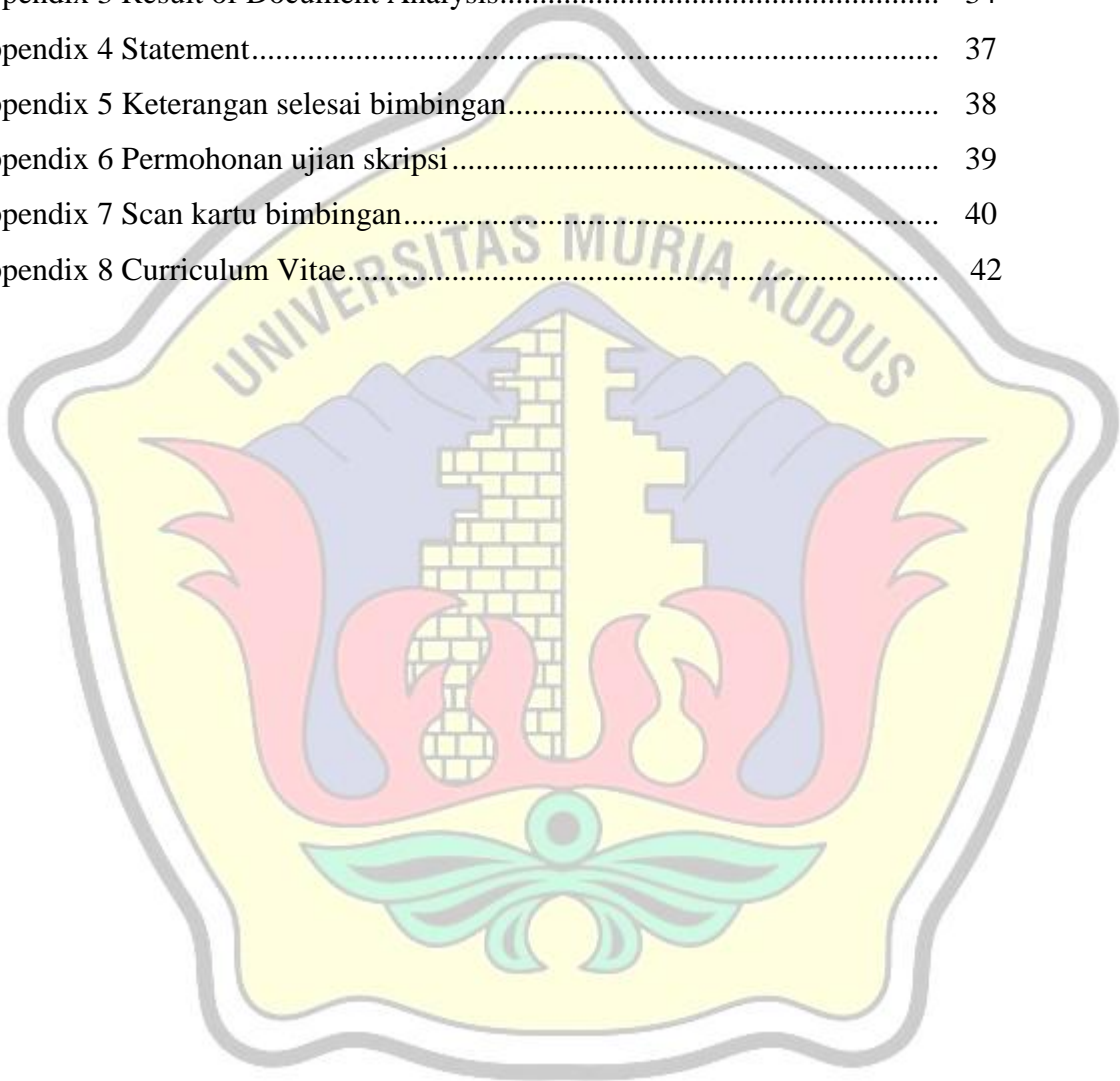 ppendix 3 Result of Document Analysis........................................................ 34
ppendix 4 Statement....................................................................................... 37
ppendix 5 Keterangan selesai bimbingan....................................................... 38
ppendix 6 Permohonan ujian skripsi.............................................................. 39
ppendix 7 Scan kartu bimbingan.................................................................... 40
ppendix 8 Curriculum Vitae........................................................................... 42
UNIVERSITAS MURIA KUDUS